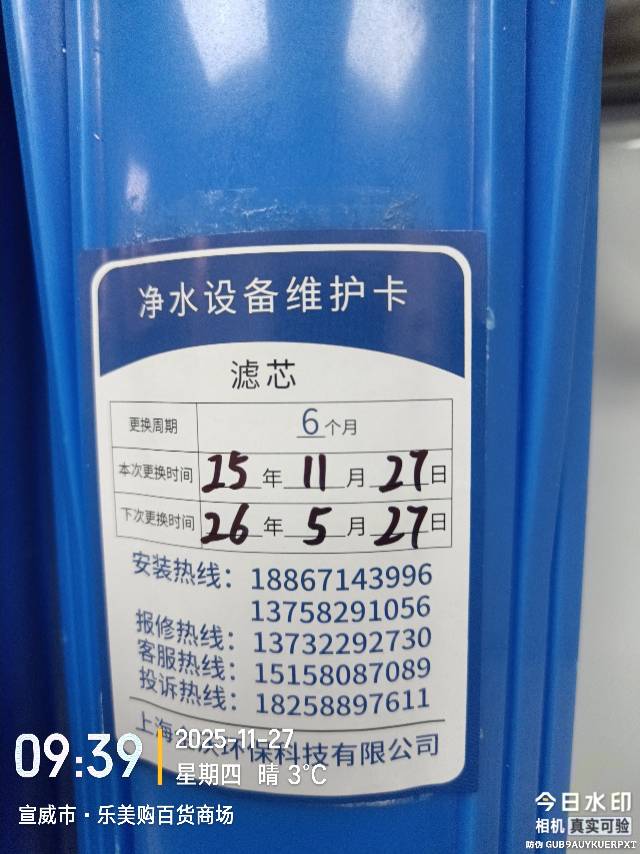 净水设备维护卡
滤芯
更换周期 6个月
本次更换时间 25年11月27日
下次更换时间 26年5月27日
安装热线：18867143996
13758291056
报修热线：13732292730
客服热线：15158087089
投诉热线：18258897611
上海 环保科技有限公司
09:39
2025-11-27
星期四 晴 3℃
宣威市·乐美购百货商场
今日水印
相机 真实可验
防伪 GUB9AUYKUERPXT